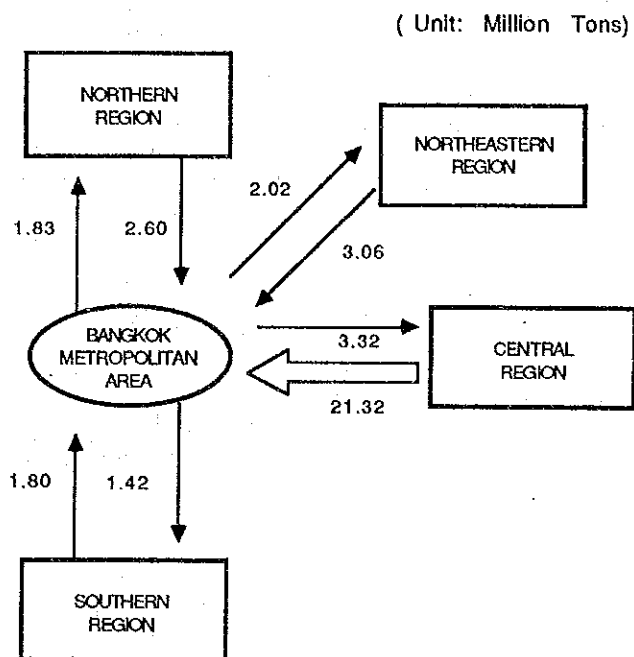 ( Unit: Million Tons)
NORTHERN
REGION
NORTHEASTERN
REGION
2.02
1.83
2.60
3.06
BANGKOK
METROPOLITAN
AREA
3.32
CENTRAL
REGION
21.32
1.80
1.42
SOUTHERN
REGION